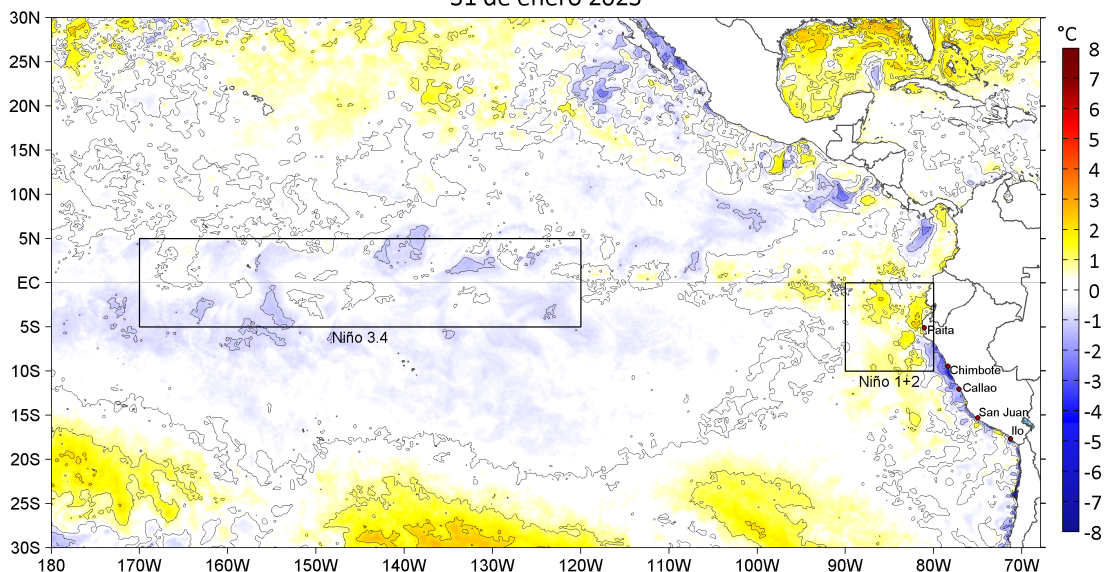 31 de enero 2023
30N
25N
20N
15N
10N
5N
EC
5S
10S
15S
20S
25S
30S
180
170W
160W
150W
140W
130W
120W
110W
100W
90W
80W
70W
Niño 3.4
Niño 1+2
Paita
Chimbote
Callao
San Juan
Ilo
°C
8
7
6
5
4
3
2
1
0
-1
-2
-3
-4
-5
-6
-7
-8